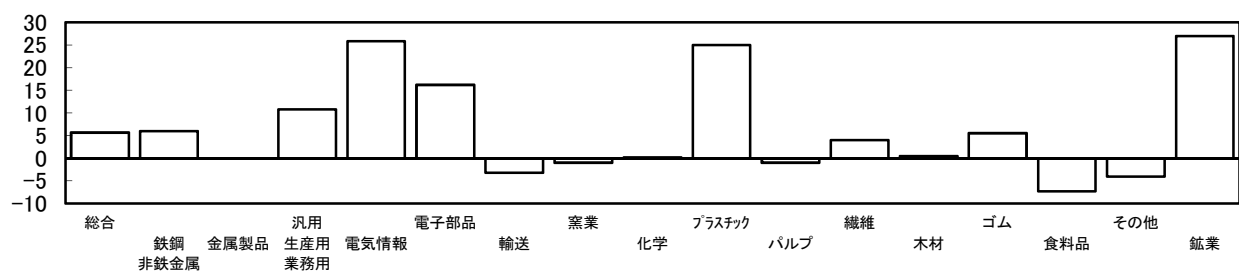 30
25
20
15
10
5
0
-5
-10
総合
鉄鋼
非鉄金属
金属製品
汎用
生産用
業務用
電気情報
電子部品
輸送
窯業
化学
ﾌﾟﾗｽﾁｯｸ
パルプ
繊維
木材
ゴム
食料品
その他
鉱業